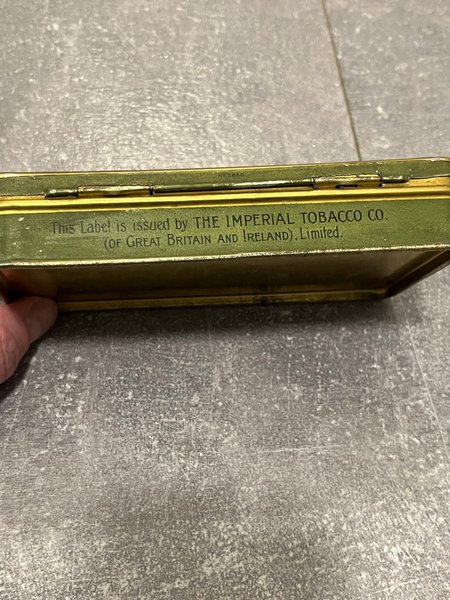 This Label is issued by THE IMPERIAL TOBACCO CO.
(OF GREAT BRITAIN AND IRELAND), Limited.